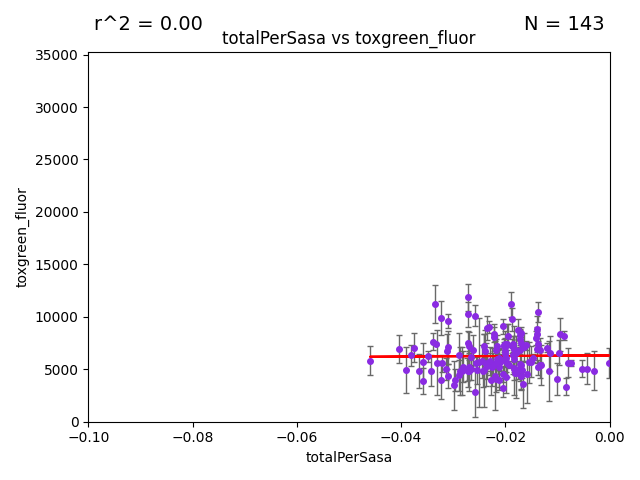 r^2 = 0.00
N = 143
totalPerSasa vs toxgreen_fluor
35000
30000
25000
20000
15000
10000
5000
0
toxgreen_fluor
−0.10
−0.08
−0.06
−0.04
−0.02
0.00
totalPerSasa